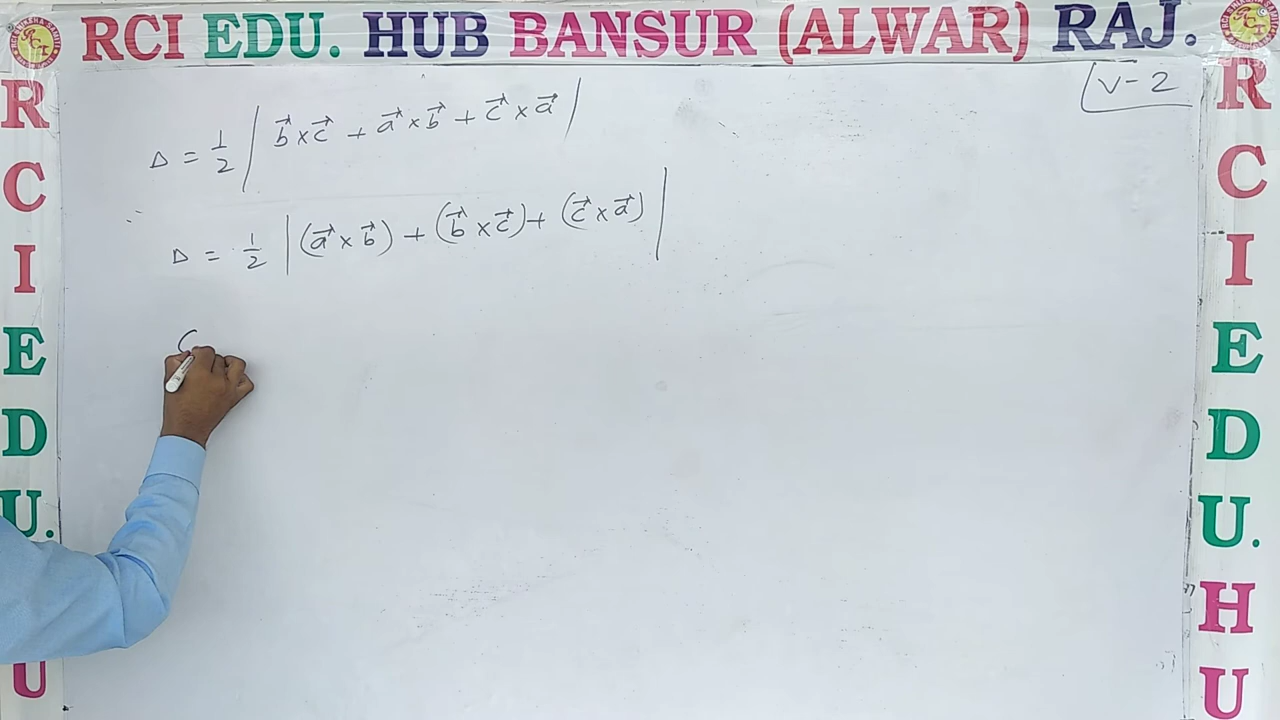 RCI EDU. HUB BANSUR (ALWAR) RAJ.
V-2
Δ = 1/2 | b⃗ × c⃗ + a⃗ × b⃗ + c⃗ × a⃗ |
∴
Δ = 1/2 | (a⃗ × b⃗) + (b⃗ × c⃗) + (c⃗ × a⃗) |
R
C
I
E
D
U.
U
R
C
I
E
D
U.
H
U